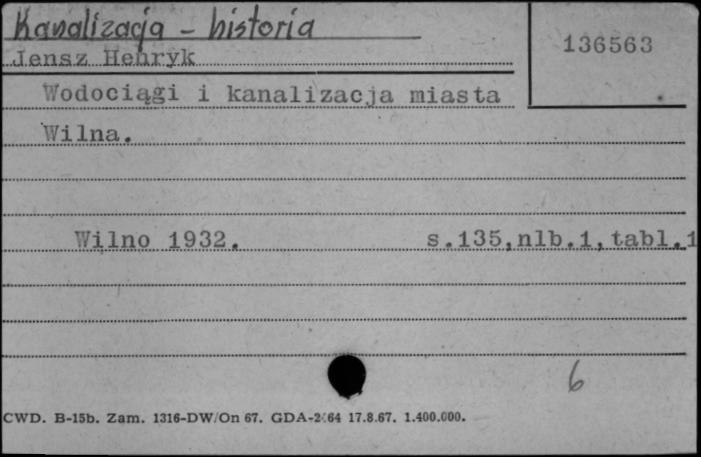 Kanalizacja - historia
136563
Jensz Henryk
Wodociągi i kanalizacja miasta
Wilna.
Wilno 1932. s.135,nlb.1,tabl.1
6
CWD. B-15b. Zam. 1316-DW/On 67. GDA-2 64 17.8.67. 1.400.000.